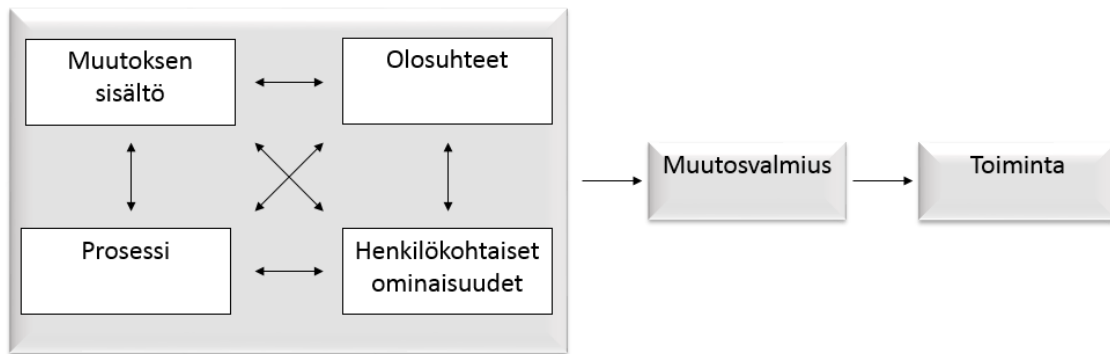 Muutoksen
sisältö
Olosuhteet
Prosessi
Henkilökohtaiset
ominaisuudet
Muutosvalmius
Toiminta